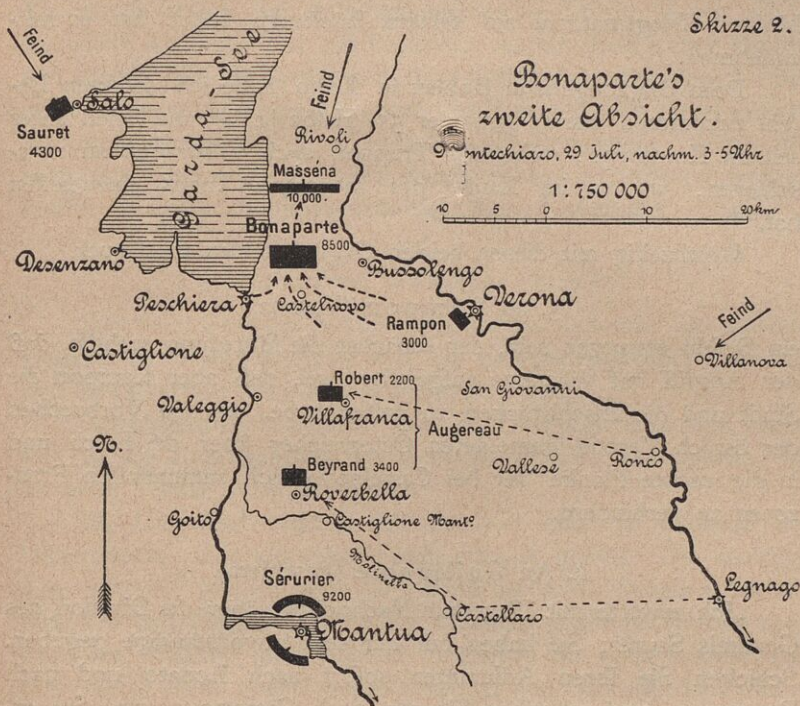 Skizze 2.
Bonaparte's
zweite Absicht.
29 Juli, nachm. 3-5 Uhr
1:750 000
10 5 0 10 20 km
Feind
Salo
Sauret
4300
Garda-See
Feind
Rivoli
Masséna
10,000.
Bonaparte
8500
Desenzano
Bussolengo
Peschiera
Castelnovo
Verona
Rampon
3000
Feind
Villanova
Castiglione
Robert 2200
San Giovanni
Valeggio
Villafranca
Augereau
N.
Beyrand 3400
Vallese
Ronco
Roverbella
Goito
Castiglione Mant.º
Molinella
Sérurier
9200
Legnago
Castellaro
Mantua